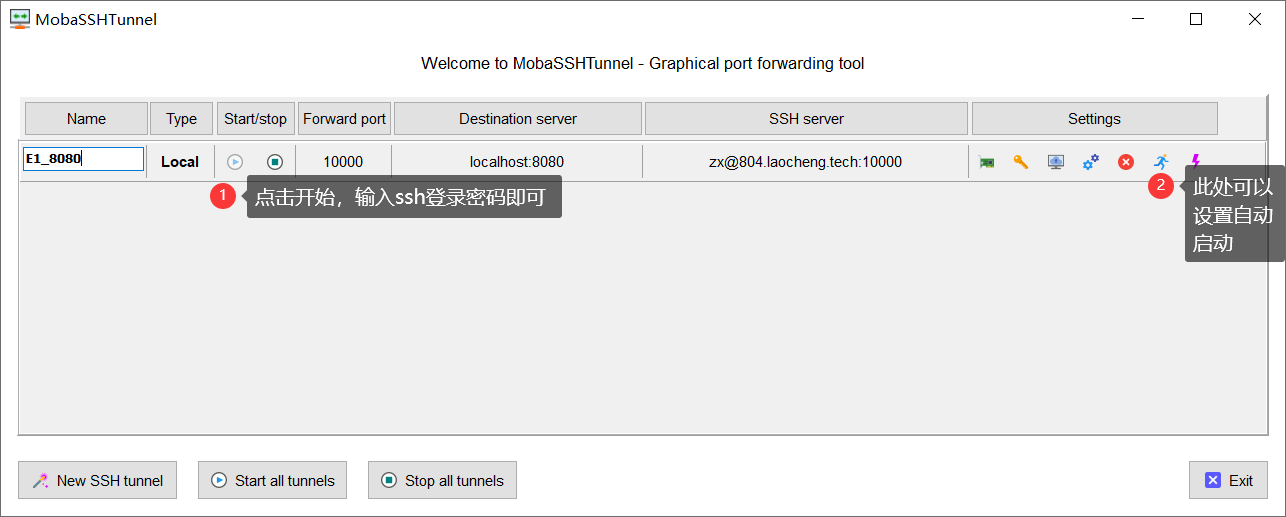 MobaSSHTunnel
Welcome to MobaSSHTunnel - Graphical port forwarding tool
Name Type Start/stop Forward port Destination server SSH server Settings
E1_8080 Local 10000 localhost:8080 zx@804.laocheng.tech:10000
1 点击开始，输入ssh登录密码即可
2 此处可以
设置自动
启动
New SSH tunnel Start all tunnels Stop all tunnels Exit